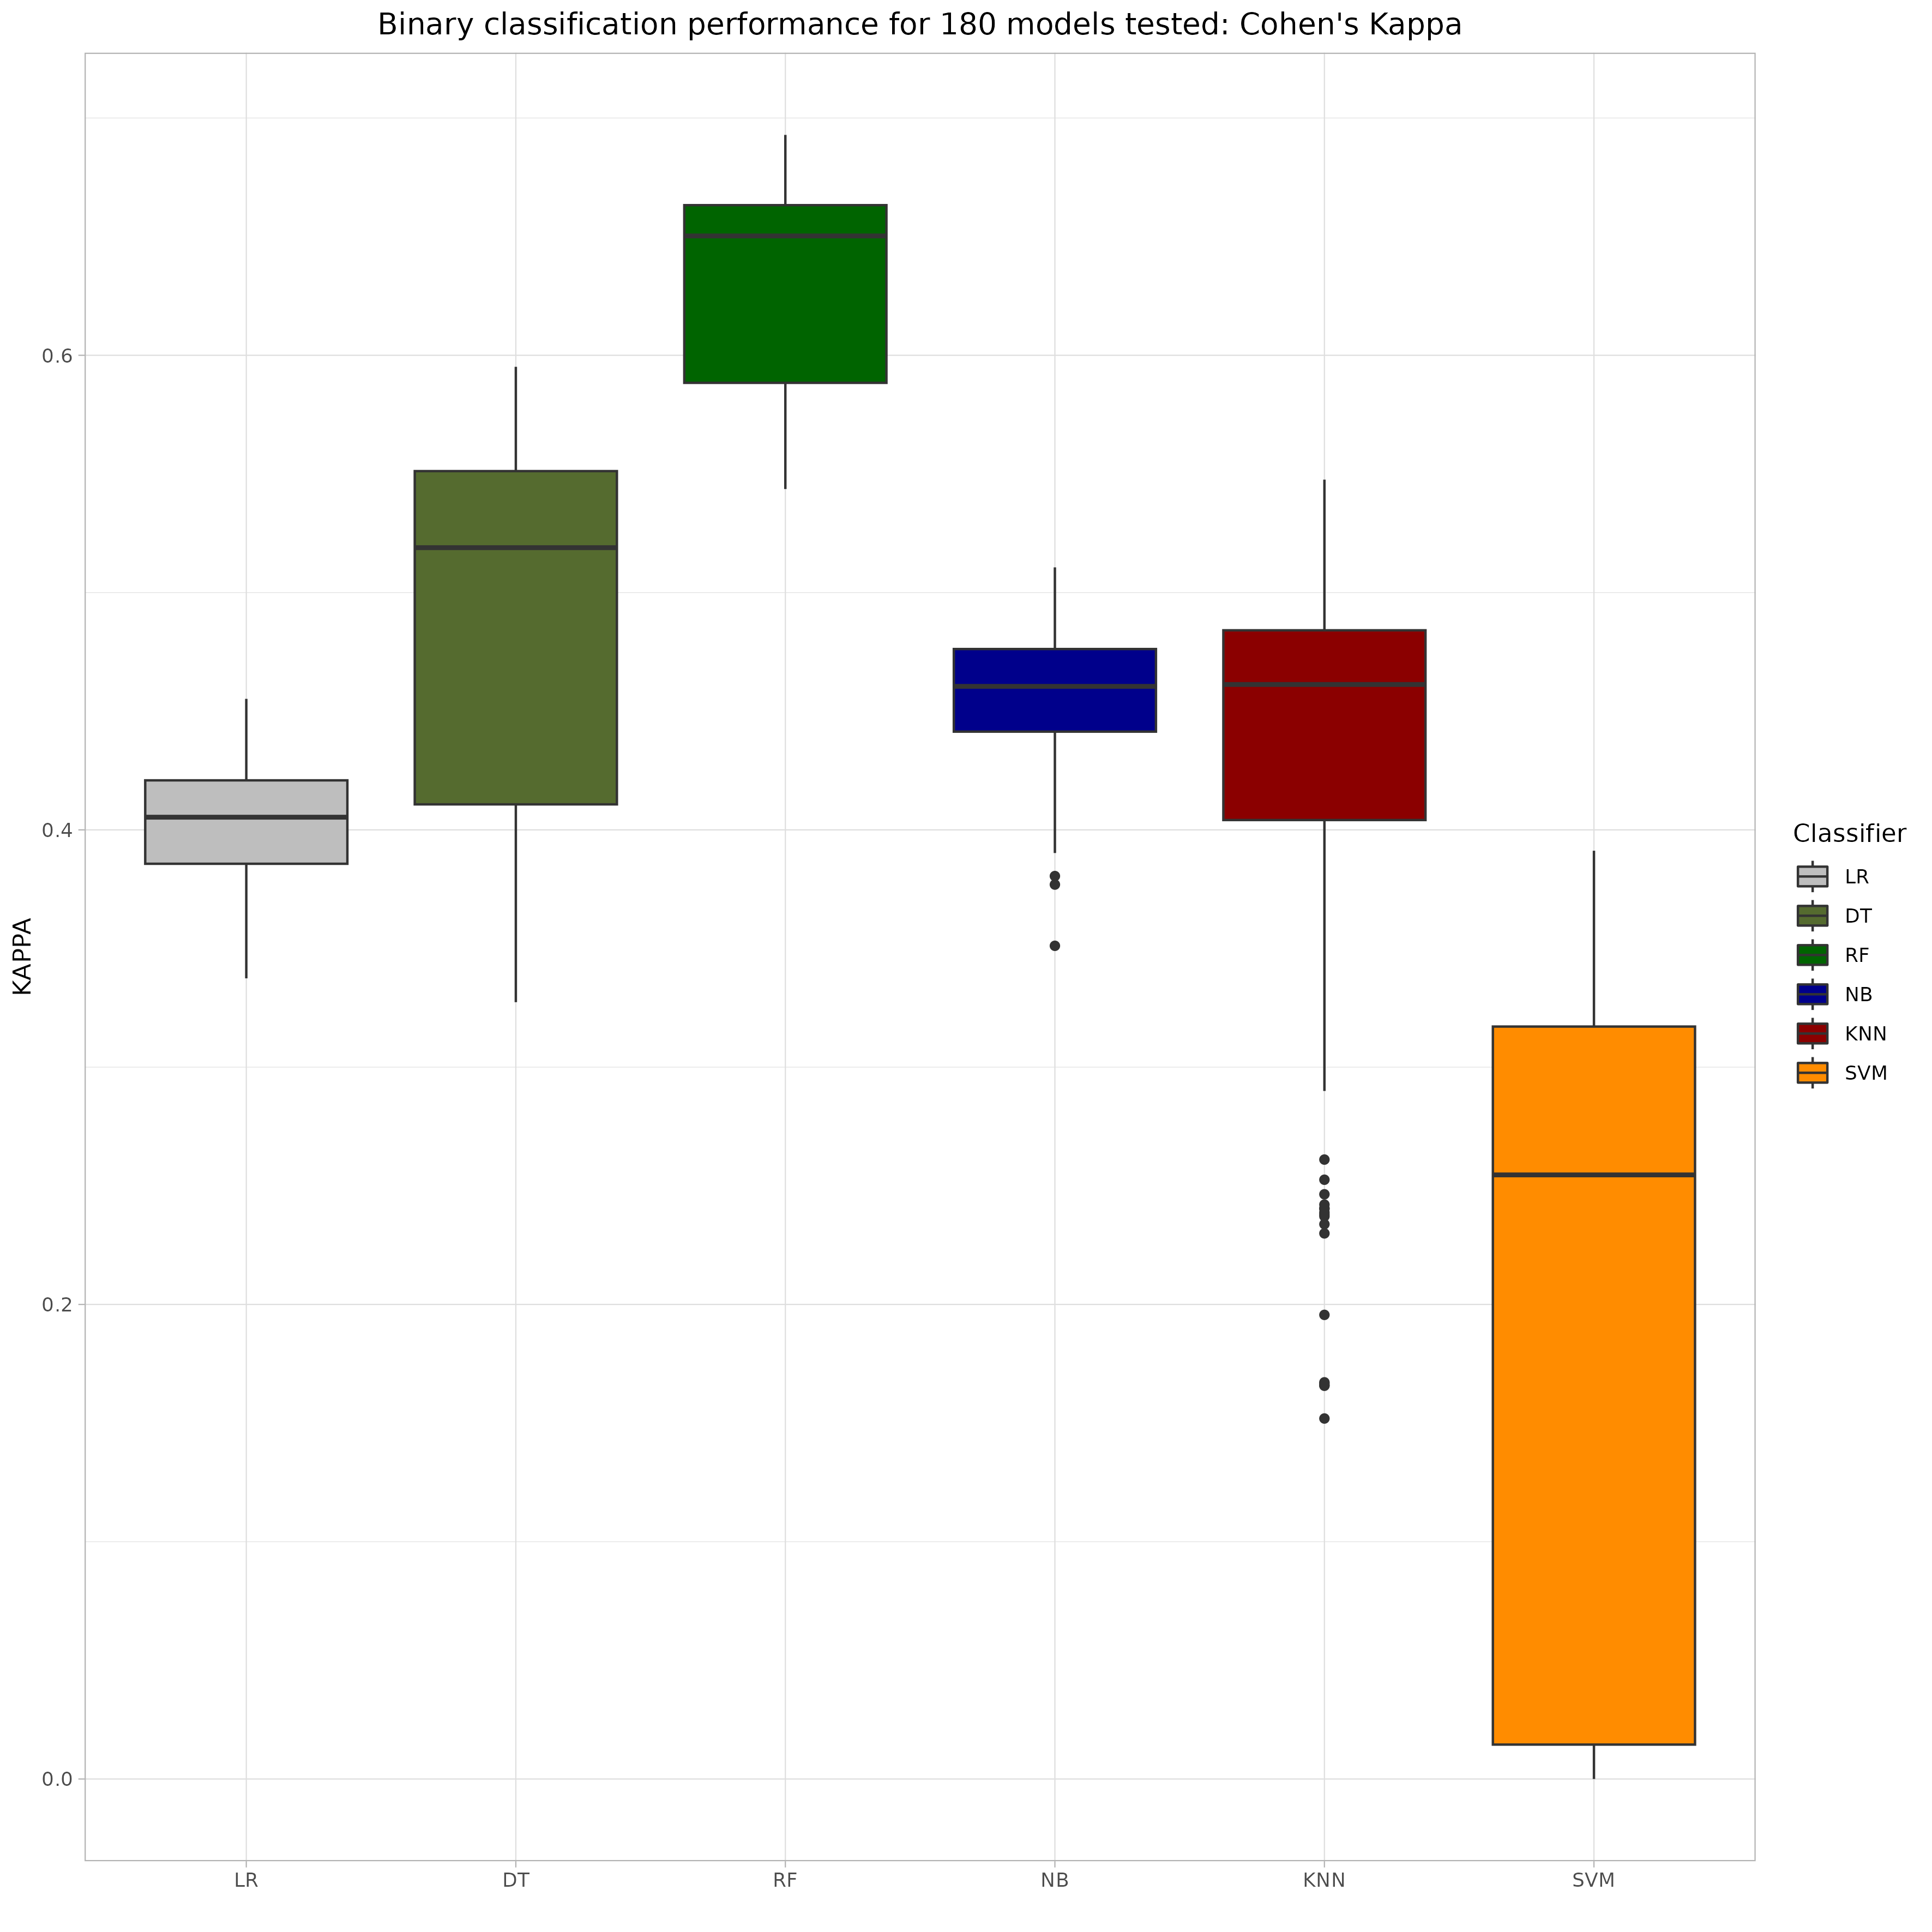 Binary classification performance for 180 models tested: Cohen's Kappa
KAPPA
0.6
0.4
0.2
0.0
LR
DT
RF
NB
KNN
SVM
Classifier
LR
DT
RF
NB
KNN
SVM